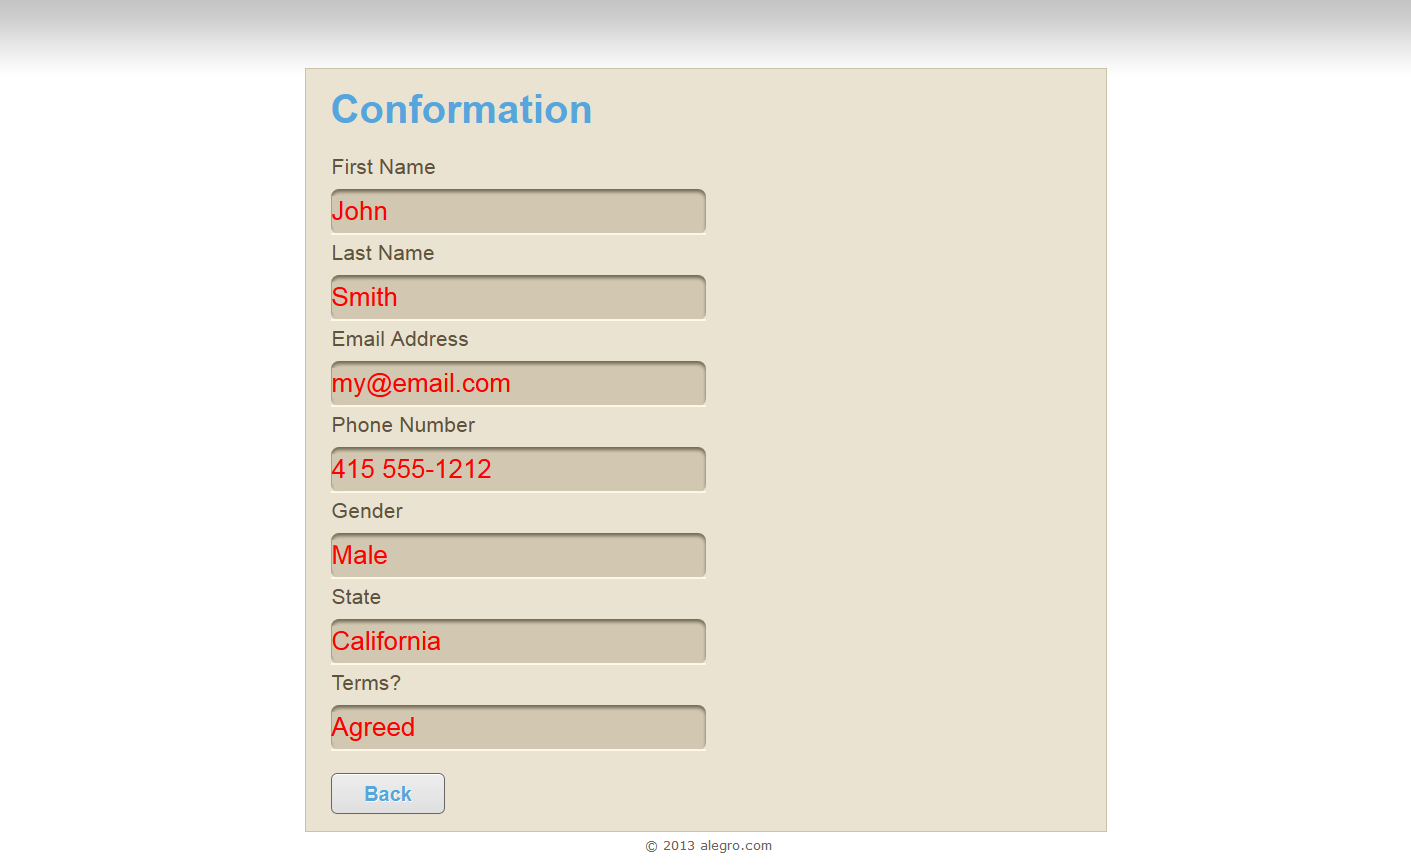 Conformation
First Name
John
Last Name
Smith
Email Address
my@email.com
Phone Number
415 555-1212
Gender
Male
State
California
Terms?
Agreed
Back
© 2013 alegro.com